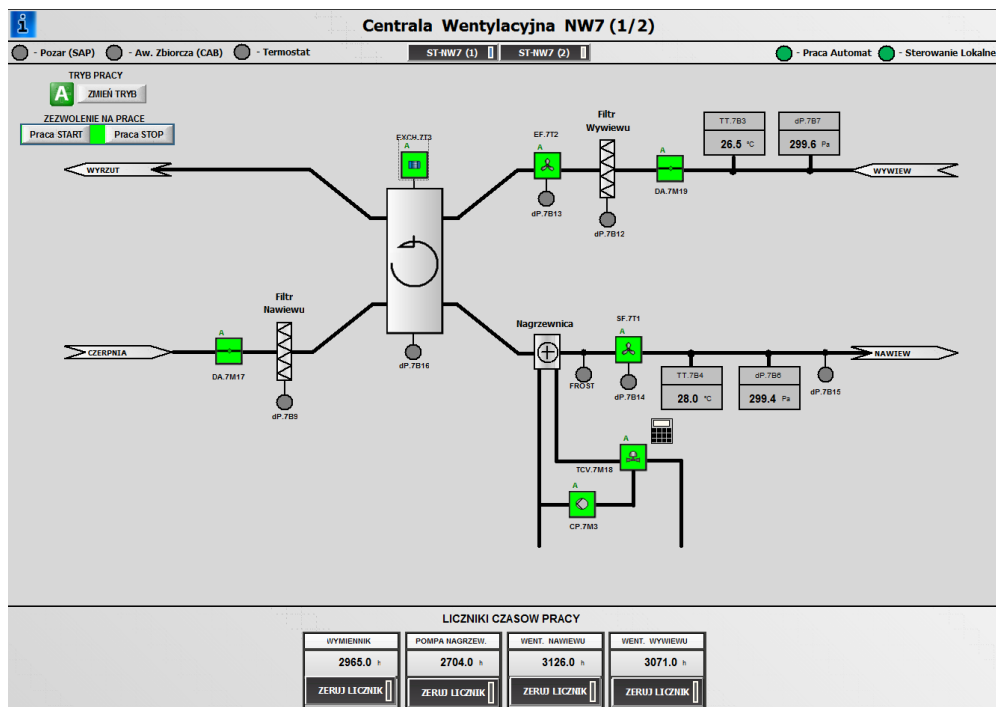 Centrala Wentylacyjna NW7 (1/2)
- Pozar (SAP) - Aw. Zbiorcza (CAB) - Termostat ST-NW7 (1) ST-NW7 (2) - Praca Automat - Sterowanie Lokalne
TRYB PRACY
A ZMIEŃ TRYB
ZEZWOLENIE NA PRACE
Praca START Praca STOP
EXCH.7T3
A
EF.7T2
A
Filtr
Wywiewu
A
TT.7B3 dP.7B7
26.5 °C 299.6 Pa
WYRZUT WYWIEW
DA.7M19
dP.7B13
dP.7B12
Filtr
Nawiewu
Nagrzewnica
SF.7T1
A
A
CZERPNIA NAWIEW
DA.7M17
dP.7B16
FROST
dP.7B14
TT.7B4 dP.7B6
28.0 °C 299.4 Pa
dP.7B15
dP.7B9
A
TCV.7M18
A
CP.7M3
LICZNIKI CZASOW PRACY
WYMIENNIK POMPA NAGRZEW. WENT. NAWIEWU WENT. WYWIEWU
2965.0 h 2704.0 h 3126.0 h 3071.0 h
ZERUJ LICZNIK ZERUJ LICZNIK ZERUJ LICZNIK ZERUJ LICZNIK